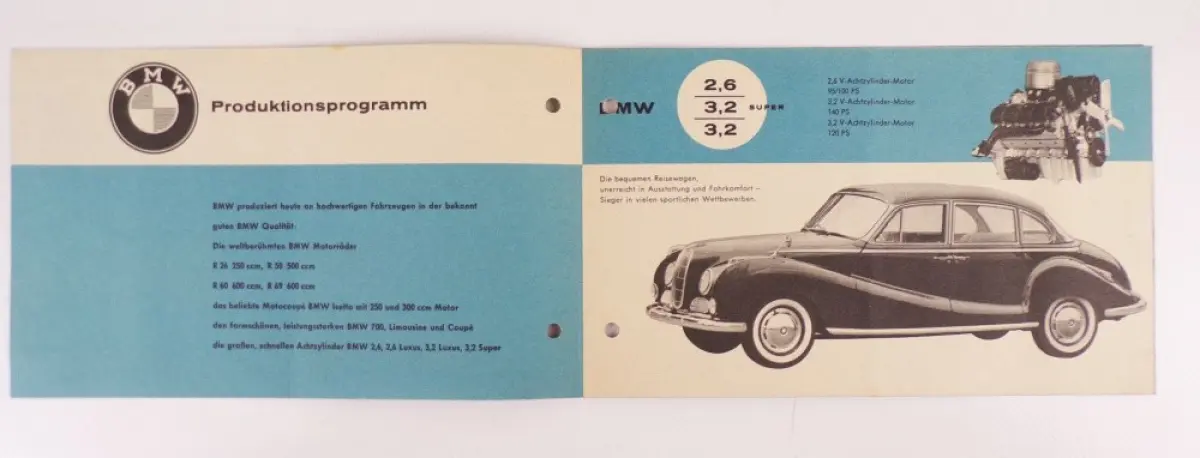 BMW
Produktionsprogramm
BMW produziert heute an hochwertigen Fahrzeugen in der bekannt
guten BMW Qualität:
Die weltberühmten BMW Motorräder
R 26 250 ccm, R 50 500 ccm
R 60 600 ccm, R 69 600 ccm
das beliebte Motocoupé BMW Isetta mit 250 und 300 ccm Motor
den formschönen, leistungsstarken BMW 700, Limousine und Coupé
die großen, schnellen Achtzylinder BMW 2,6, 2,6 Luxus, 3,2 Luxus, 3,2 Super
BMW
2,6
3,2 SUPER
3,2
2,6 V-Achtzylinder-Motor
95/100 PS
3,2 V-Achtzylinder-Motor
140 PS
3,2 V-Achtzylinder-Motor
120 PS
Die bequemen Reisewagen,
unerreicht in Ausstattung und Fahrkomfort –
Sieger in vielen sportlichen Wettbewerben.